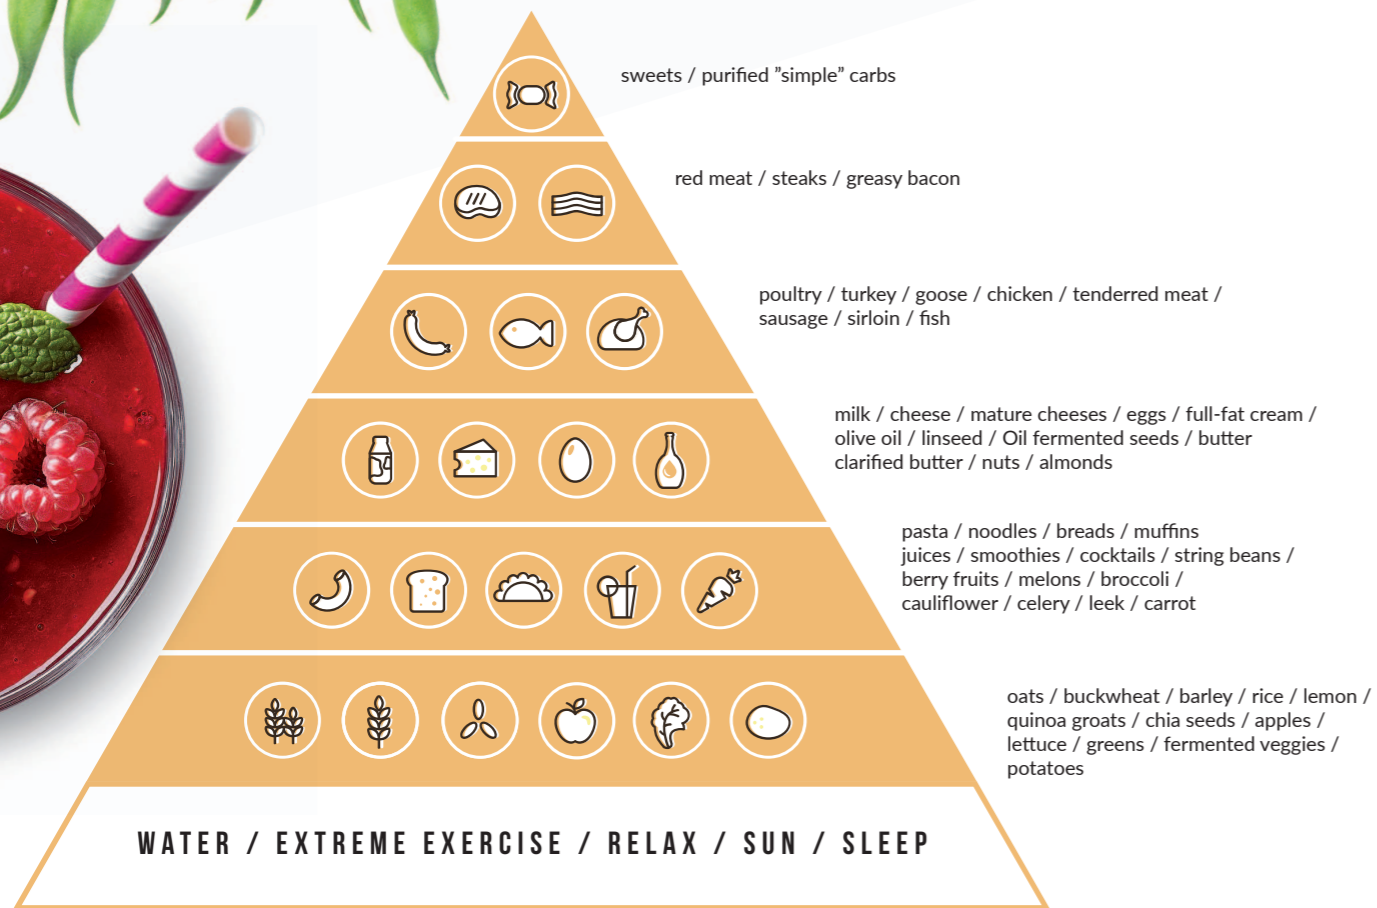 sweets / purified ”simple” carbs
red meat / steaks / greasy bacon
poultry / turkey / goose / chicken / tenderred meat /
sausage / sirloin / fish
milk / cheese / mature cheeses / eggs / full-fat cream /
olive oil / linseed / Oil fermented seeds / butter
clarified butter / nuts / almonds
pasta / noodles / breads / muffins
juices / smoothies / cocktails / string beans /
berry fruits / melons / broccoli /
cauliflower / celery / leek / carrot
oats / buckwheat / barley / rice / lemon /
quinoa groats / chia seeds / apples /
lettuce / greens / fermented veggies /
potatoes
WATER / EXTREME EXERCISE / RELAX / SUN / SLEEP